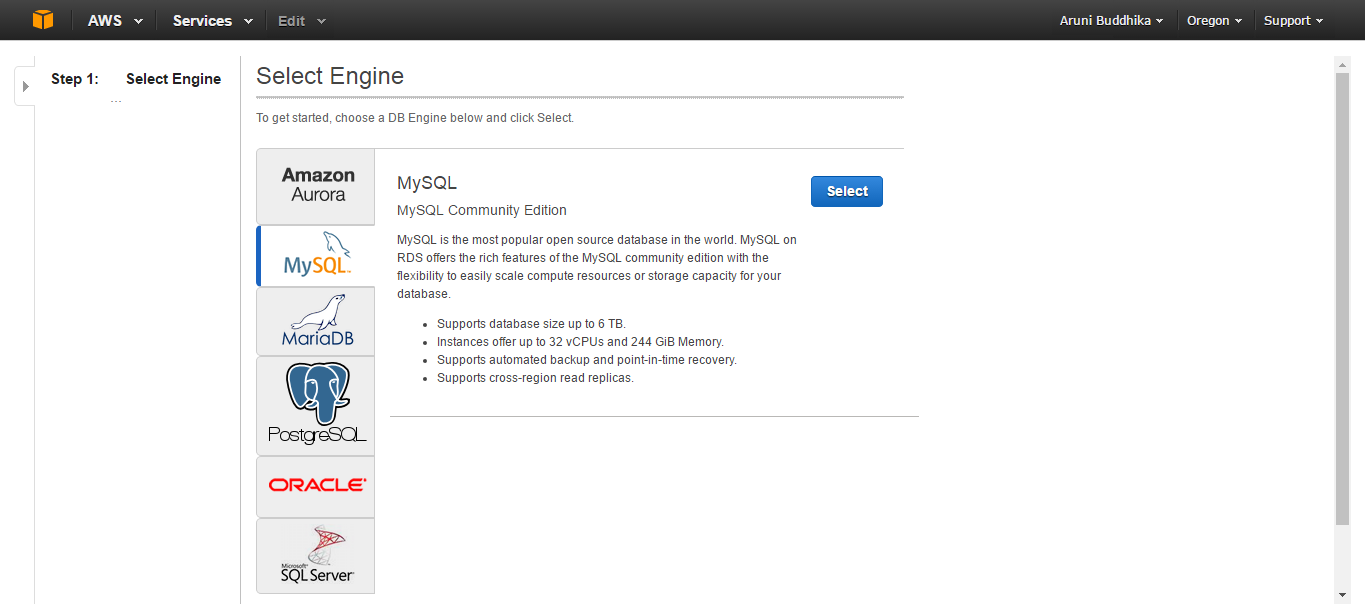 AWS Services Edit Aruni Buddhika Oregon Support
Step 1: Select Engine
...
Select Engine
To get started, choose a DB Engine below and click Select.
Amazon
Aurora
MySQL™
MariaDB
PostgreSQL
ORACLE®
Microsoft®
SQL Server®
MySQL
Select
MySQL Community Edition
MySQL is the most popular open source database in the world. MySQL on
RDS offers the rich features of the MySQL community edition with the
flexibility to easily scale compute resources or storage capacity for your
database.
• Supports database size up to 6 TB.
• Instances offer up to 32 vCPUs and 244 GiB Memory.
• Supports automated backup and point-in-time recovery.
• Supports cross-region read replicas.